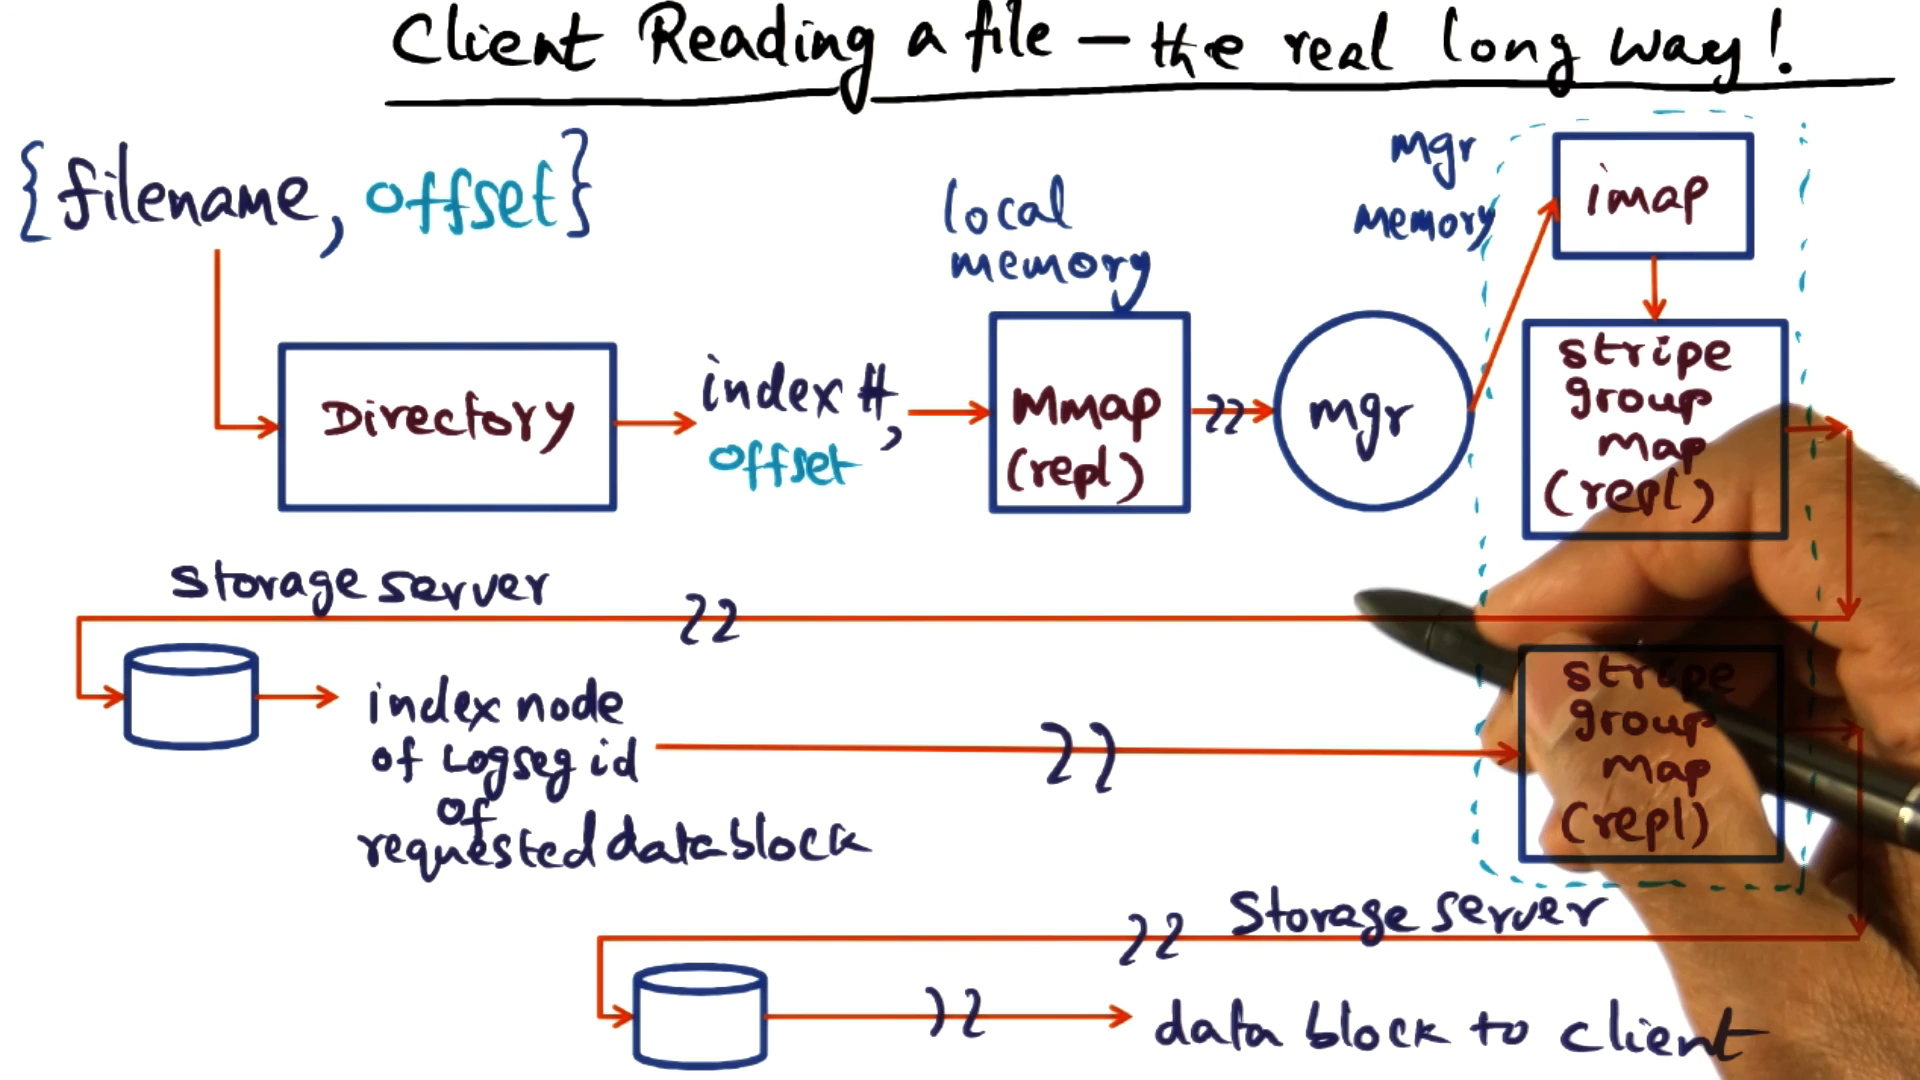 Client Reading a file – the real long way!
{filename, offset}
local
memory
mgr
memory
imap
Directory
index #,
offset
Mmap
(repl)
mgr
stripe
group
map
(repl)
storage server
index node
of Logseg id
of
requested data block
stripe
group
map
(repl)
Storage server
data block to client